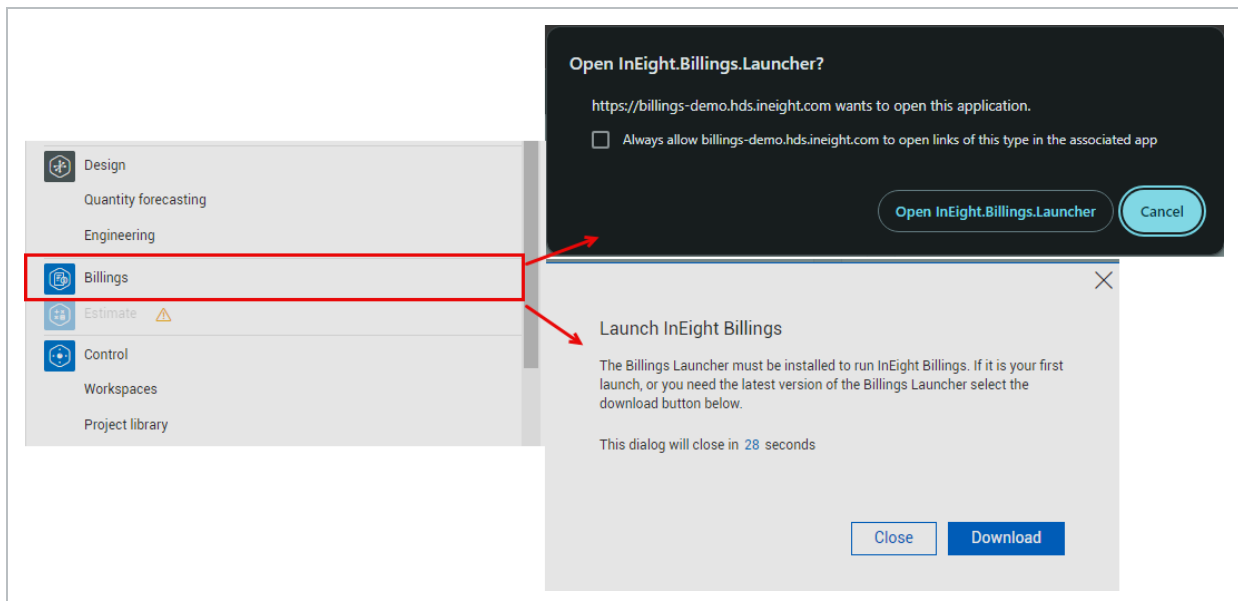 Open InEight.Billings.Launcher?
https://billings-demo.hds.ineight.com wants to open this application.
Always allow billings-demo.hds.ineight.com to open links of this type in the associated app
Open InEight.Billings.Launcher
Cancel
Design
Quantity forecasting
Engineering
Billings
Estimate
Control
Workspaces
Project library
Launch InEight Billings
The Billings Launcher must be installed to run InEight Billings. If it is your first
launch, or you need the latest version of the Billings Launcher select the
download button below.
This dialog will close in 28 seconds
Close
Download